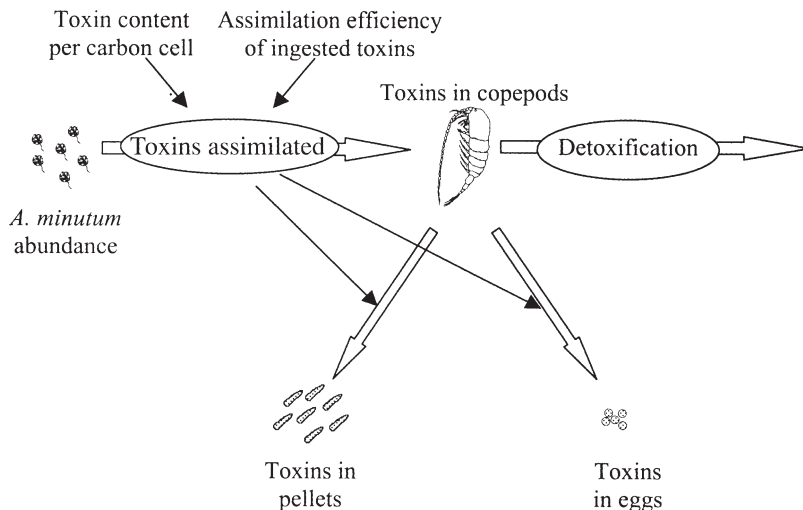 Toxin content
per carbon cell
Assimilation efficiency
of ingested toxins
Toxins in copepods
Toxins assimilated
Detoxification
A. minutum
abundance
Toxins in
pellets
Toxins
in eggs